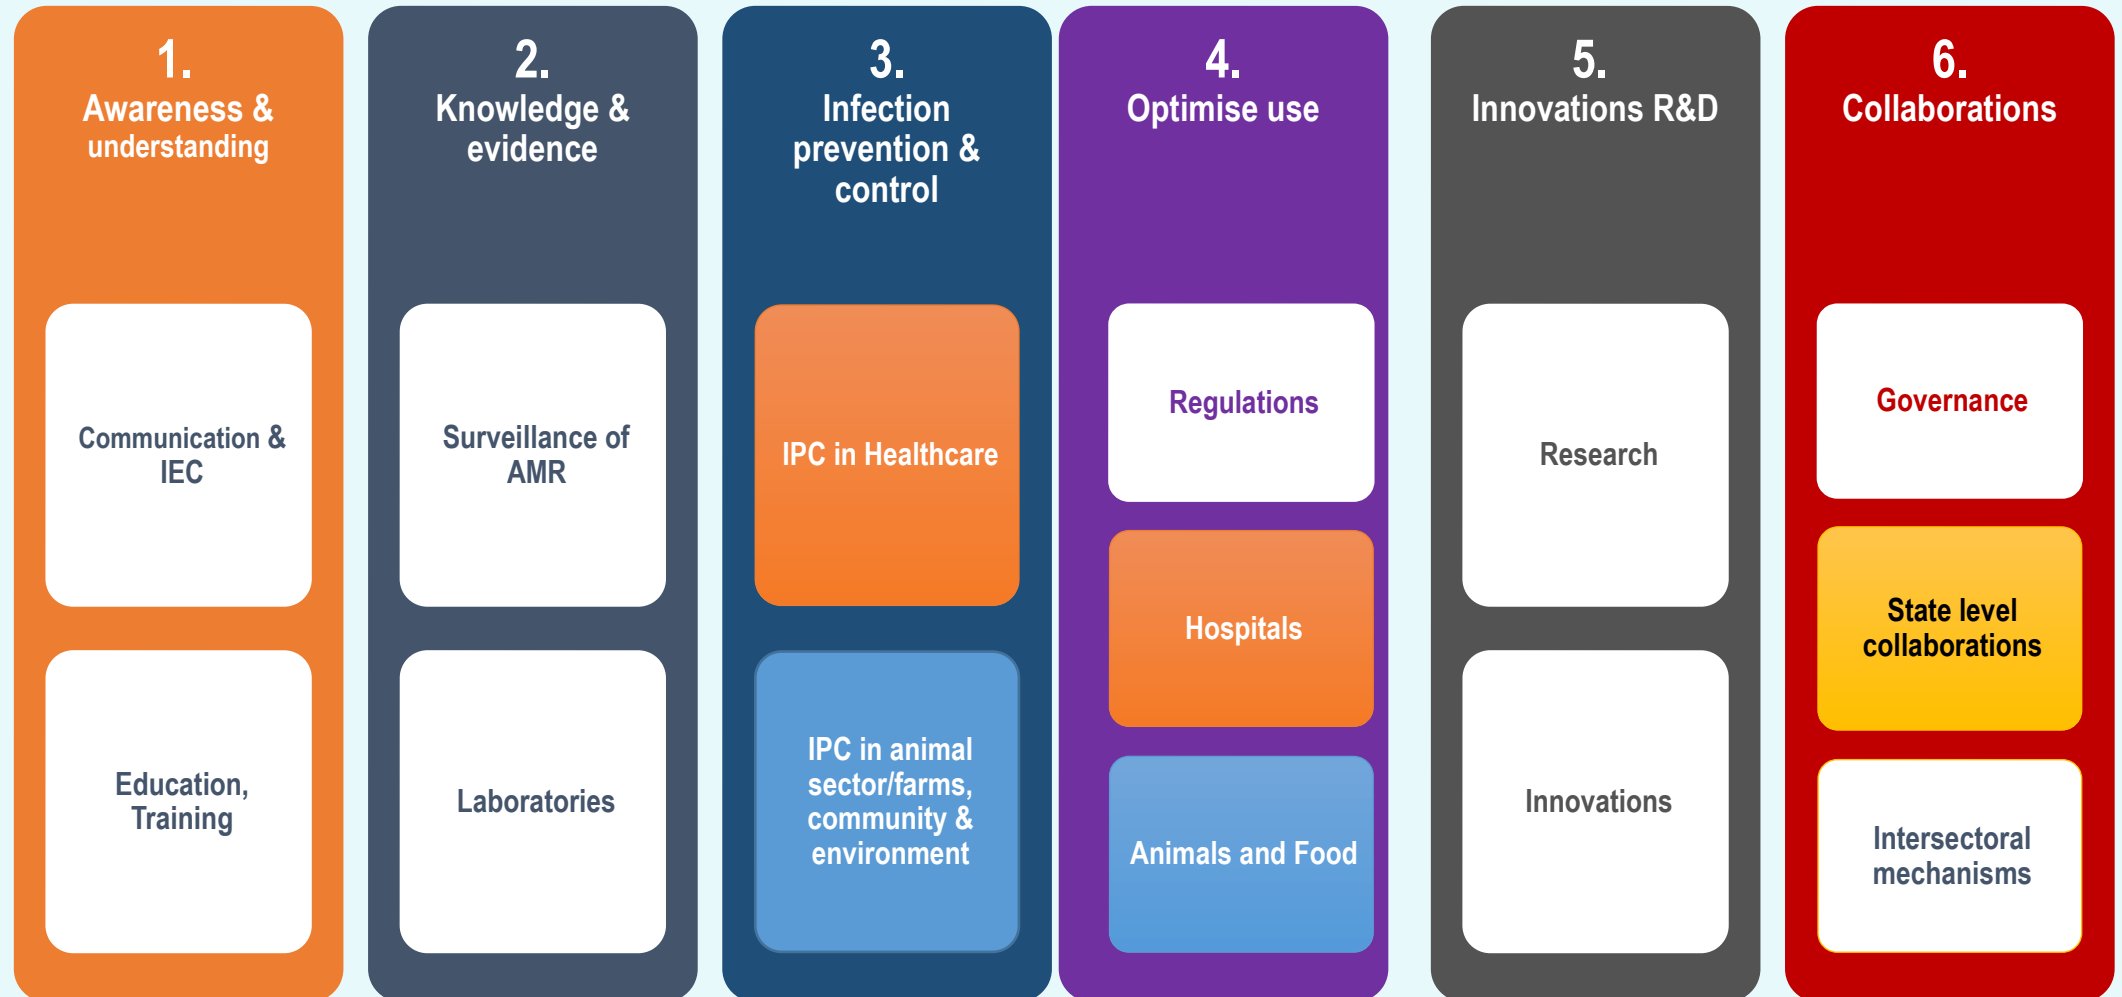 1.
Awareness &
understanding
Communication &
IEC
Education,
Training
2.
Knowledge &
evidence
Surveillance of
AMR
Laboratories
3.
Infection
prevention &
control
IPC in Healthcare
IPC in animal
sector/farms,
community &
environment
4.
Optimise use
Regulations
Hospitals
Animals and Food
5.
Innovations R&D
Research
Innovations
6.
Collaborations
Governance
State level
collaborations
Intersectoral
mechanisms